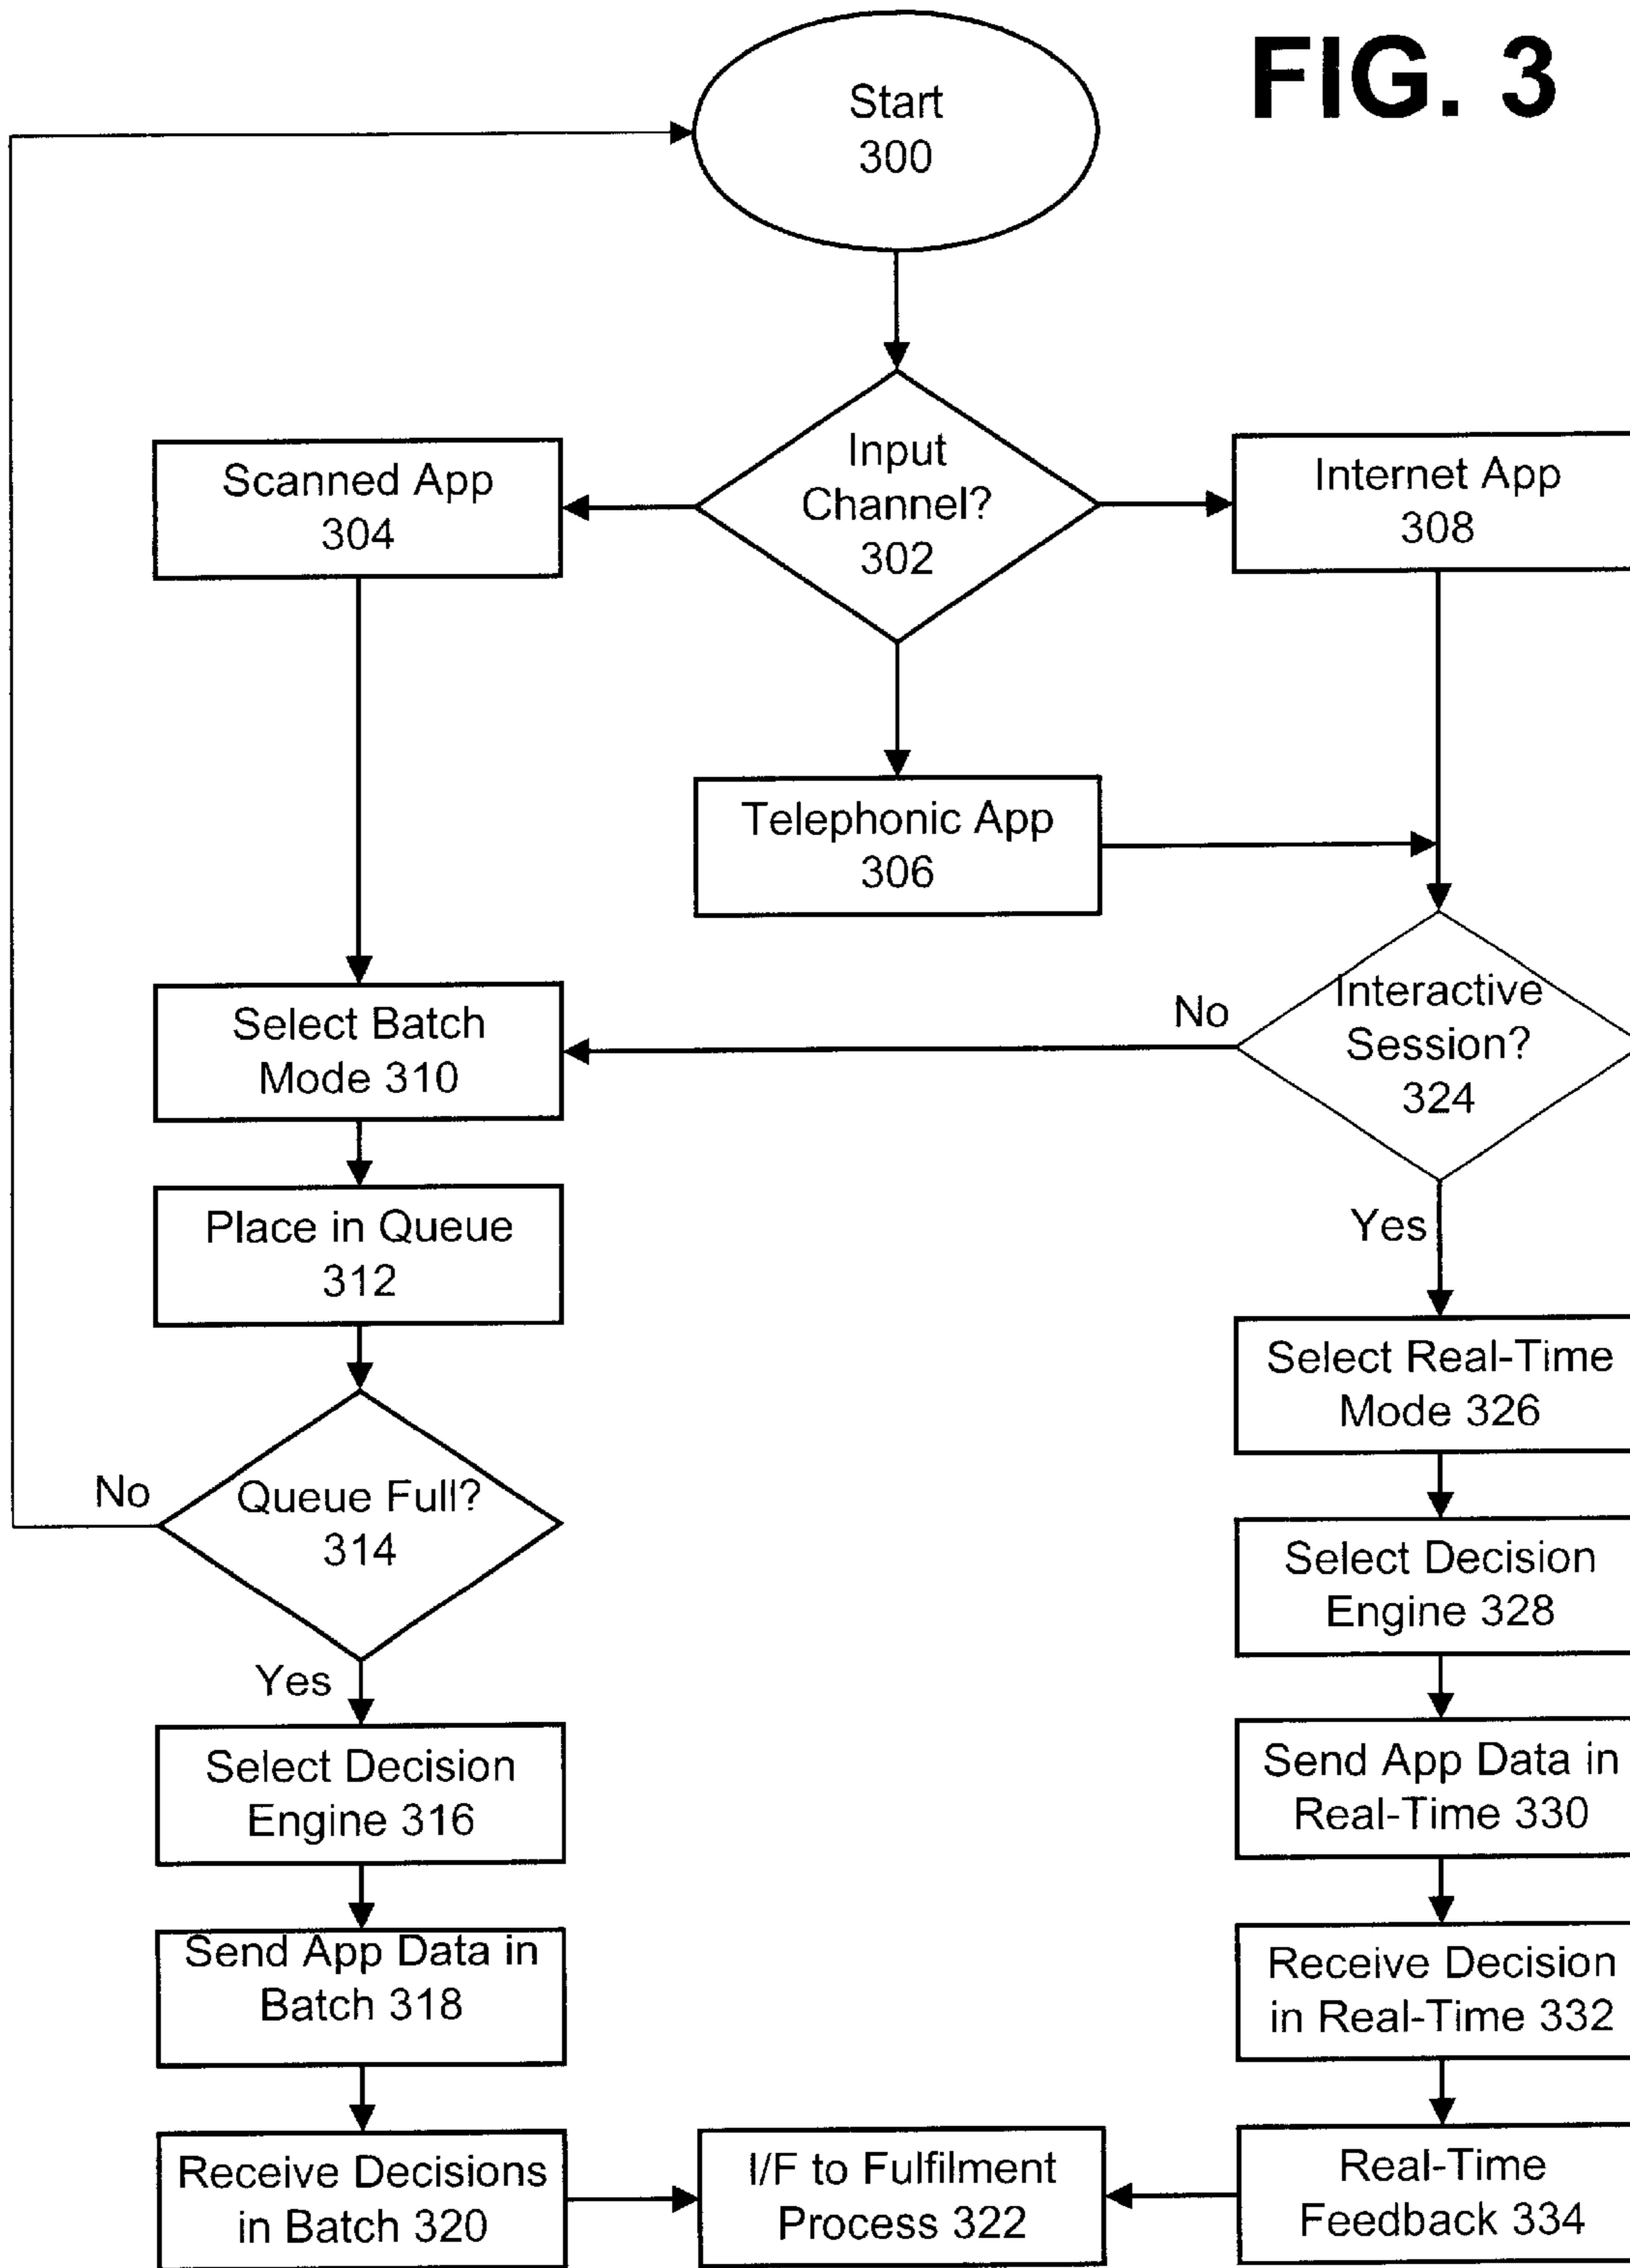 FIG. 3
Start
300
Input
Channel?
302
Scanned App
304
Internet App
308
Telephonic App
306
Select Batch
Mode 310
No
Interactive
Session?
324
Place in Queue
312
Yes
Select Real-Time
Mode 326
No
Queue Full?
314
Select Decision
Engine 328
Yes
Select Decision
Engine 316
Send App Data in
Real-Time 330
Send App Data in
Batch 318
Receive Decision
in Real-Time 332
Receive Decisions
in Batch 320
I/F to Fulfilment
Process 322
Real-Time
Feedback 334